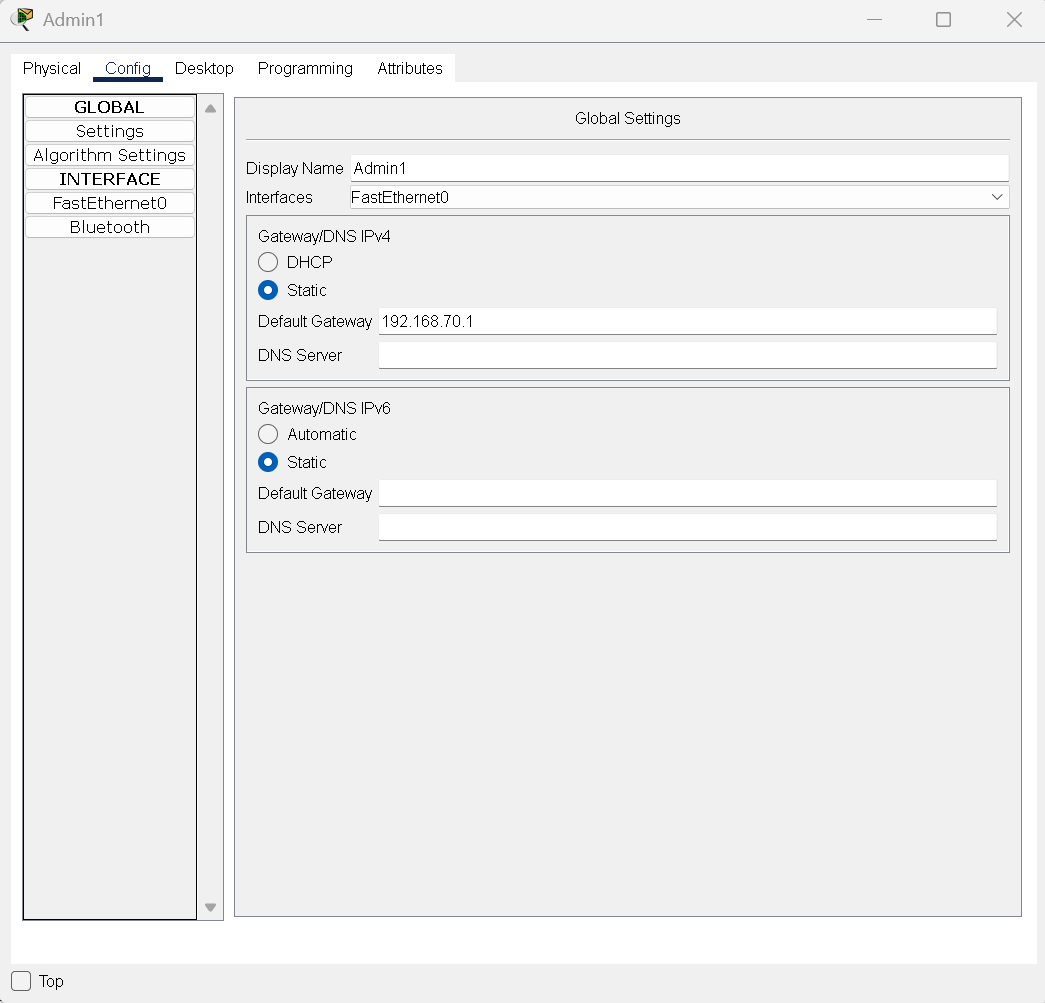 Admin1
Physical Config Desktop Programming Attributes
GLOBAL
Settings
Algorithm Settings
INTERFACE
FastEthernet0
Bluetooth
Global Settings
Display Name Admin1
Interfaces FastEthernet0
Gateway/DNS IPv4
DHCP
Static
Default Gateway 192.168.70.1
DNS Server
Gateway/DNS IPv6
Automatic
Static
Default Gateway
DNS Server
Top